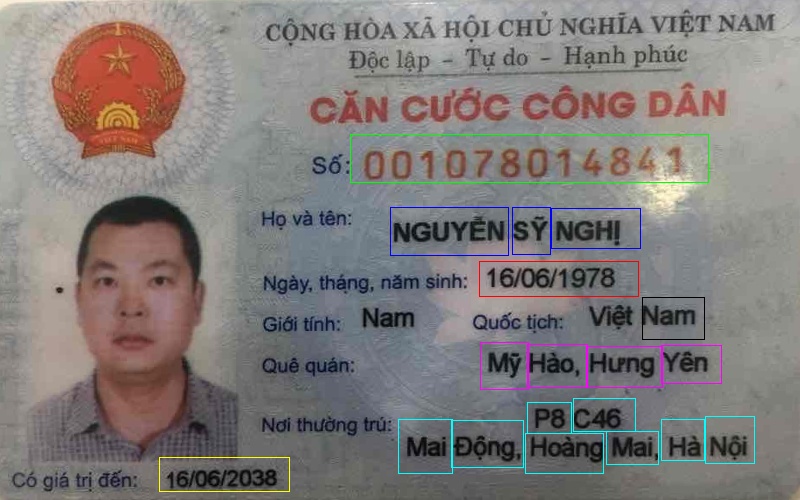 CỘNG HÒA XÃ HỘI CHỦ NGHĨA VIỆT NAM
Độc lập - Tự do - Hạnh phúc
CĂN CƯỚC CÔNG DÂN
Số: 001078014841
Họ và tên: NGUYỄN SỸ NGHỊ
Ngày, tháng, năm sinh: 16/06/1978
Giới tính: Nam Quốc tịch: Việt Nam
Quê quán: Mỹ Hào, Hưng Yên
Nơi thường trú: P8 C46
Mai Động, Hoàng Mai, Hà Nội
Có giá trị đến: 16/06/2038